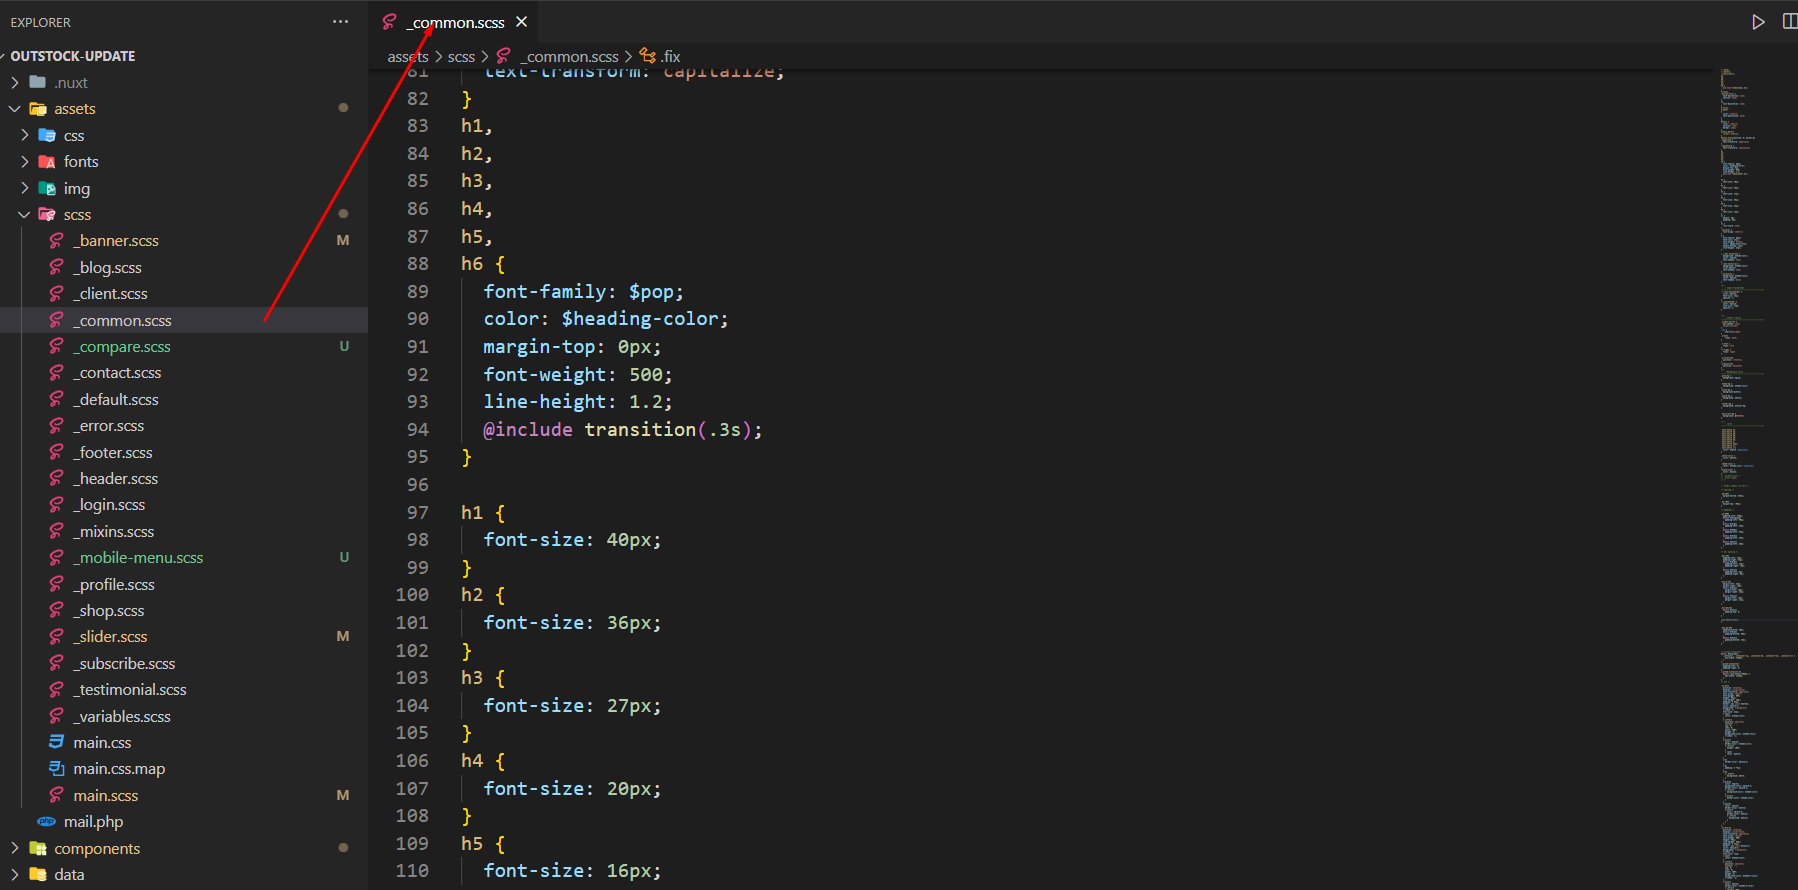 EXPLORER
OUTSTOCK-UPDATE
.nuxt
assets
css
fonts
img
scss
_banner.scss M
_blog.scss
_client.scss
_common.scss
_compare.scss U
_contact.scss
_default.scss
_error.scss
_footer.scss
_header.scss
_login.scss
_mixins.scss
_mobile-menu.scss U
_profile.scss
_shop.scss
_slider.scss M
_subscribe.scss
_testimonial.scss
_variables.scss
main.css
main.css.map
main.scss M
php mail.php
components
data
_common.scss
assets > scss > _common.scss > .fix
81 text-transform: capitalize;
82 }
83 h1,
84 h2,
85 h3,
86 h4,
87 h5,
88 h6 {
89 font-family: $pop;
90 color: $heading-color;
91 margin-top: 0px;
92 font-weight: 500;
93 line-height: 1.2;
94 @include transition(.3s);
95 }
96
97 h1 {
98 font-size: 40px;
99 }
100 h2 {
101 font-size: 36px;
102 }
103 h3 {
104 font-size: 27px;
105 }
106 h4 {
107 font-size: 20px;
108 }
109 h5 {
110 font-size: 16px;